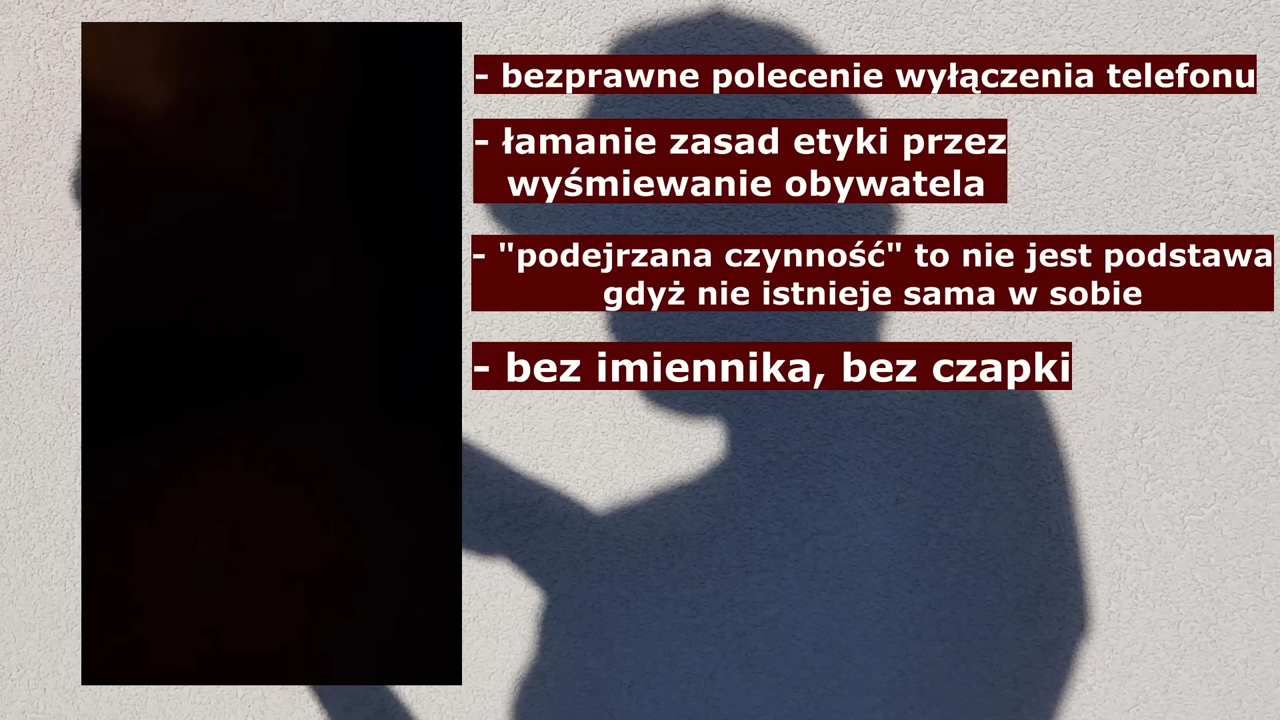 - bezprawne polecenie wyłączenia telefonu
- łamanie zasad etyki przez
wyśmiewanie obywatela
- "podejrzana czynność" to nie jest podstawa
gdyż nie istnieje sama w sobie
- bez imiennika, bez czapki